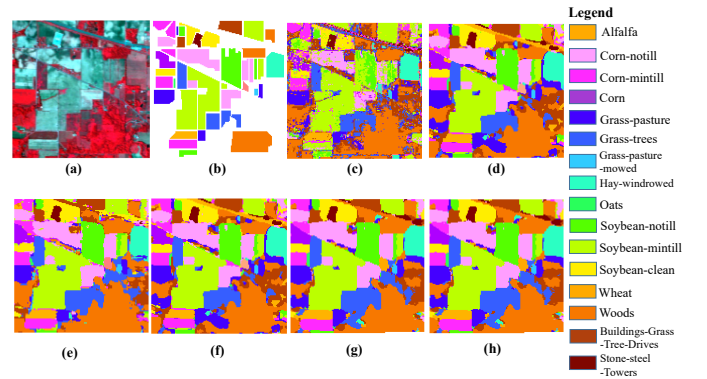 (a)
(b)
(c)
(d)
(e)
(f)
(g)
(h)
Legend
Alfalfa
Corn-notill
Corn-mintill
Corn
Grass-pasture
Grass-trees
Grass-pasture
-mowed
Hay-windrowed
Oats
Soybean-notill
Soybean-mintill
Soybean-clean
Wheat
Woods
Buildings-Grass
-Tree-Drives
Stone-steel
-Towers